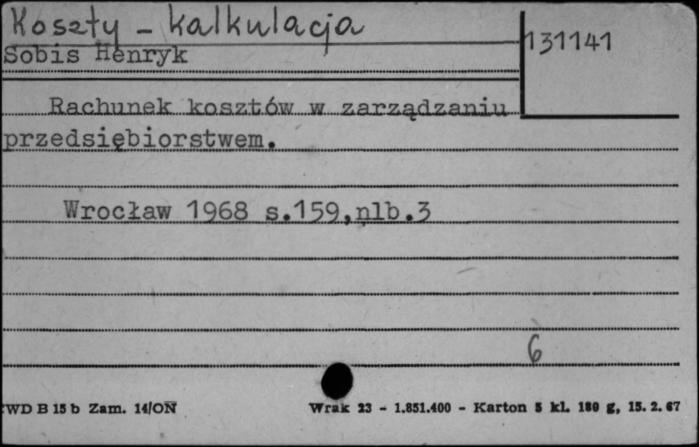 Koszty - kalkulacja
131141
Sobis Henryk
Rachunek kosztów w zarządzaniu
przedsiębiorstwem.
Wrocław 1968 s.159,nlb.3
6
WD B 15 b Zam. 14/ON Wrak 23 - 1.851.400 - Karton 5 kl. 180 g, 15. 2. 67